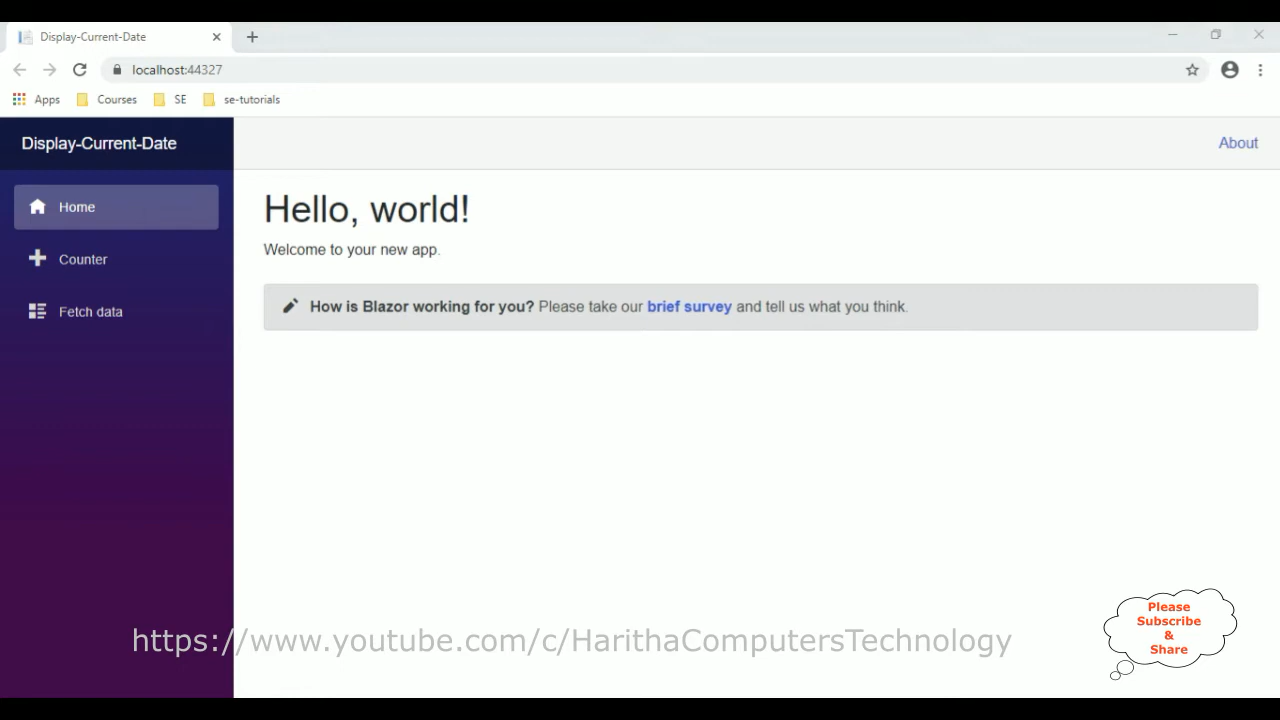 Display-Current-Date
localhost:44327
Apps
Courses
SE
se-tutorials
Display-Current-Date
About
Home
Counter
Fetch data
Hello, world!
Welcome to your new app.
How is Blazor working for you? Please take our brief survey and tell us what you think.
https://www.youtube.com/c/HarithaComputersTechnology
Please
Subscribe
&
Share